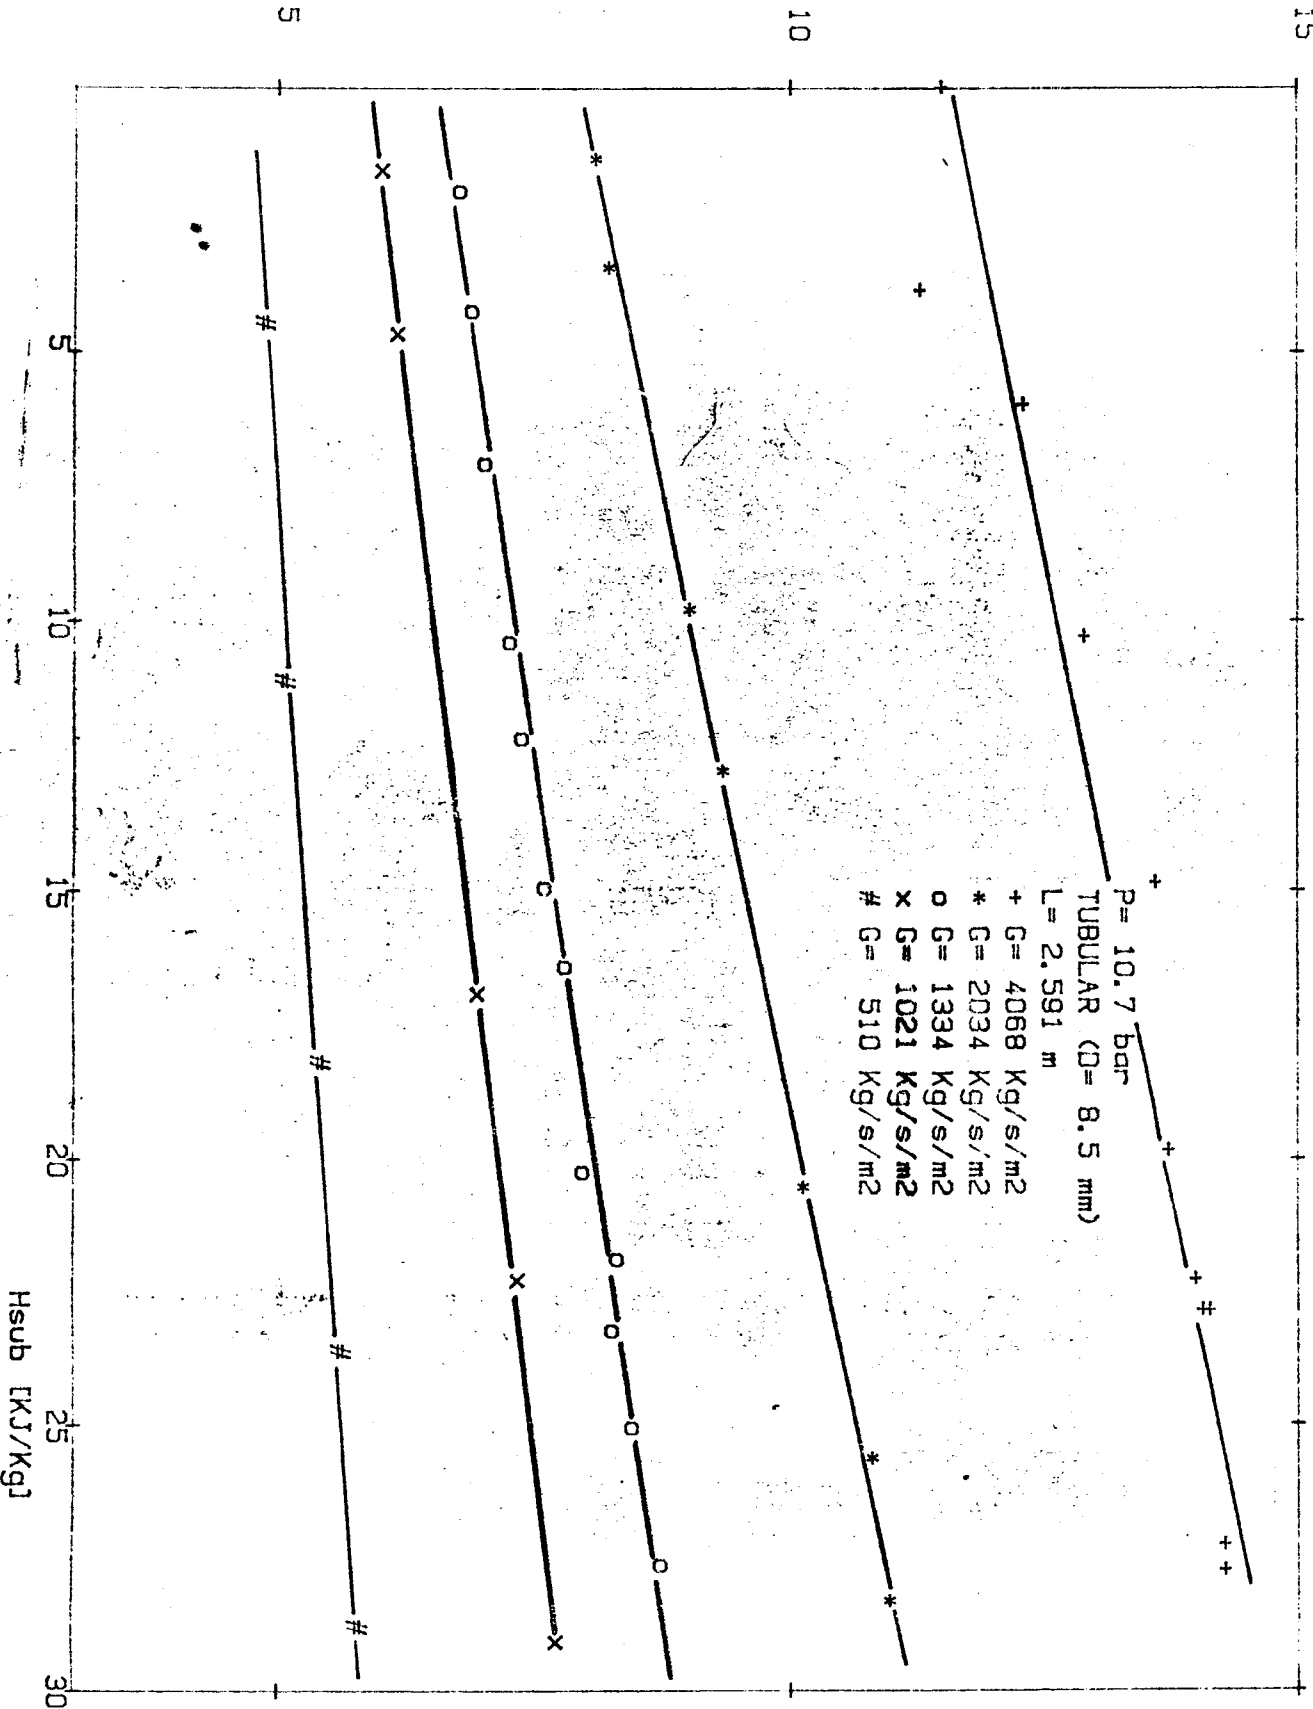 15
10
5
P= 10.7 bar
TUBULAR (D= 8.5 mm)
L= 2.591 m
+ G= 4068 Kg/s/m2
* G= 2034 Kg/s/m2
o G= 1334 Kg/s/m2
x G= 1021 Kg/s/m2
# G= 510 Kg/s/m2
5
10
15
20
25
30
Hsub [KJ/Kg]